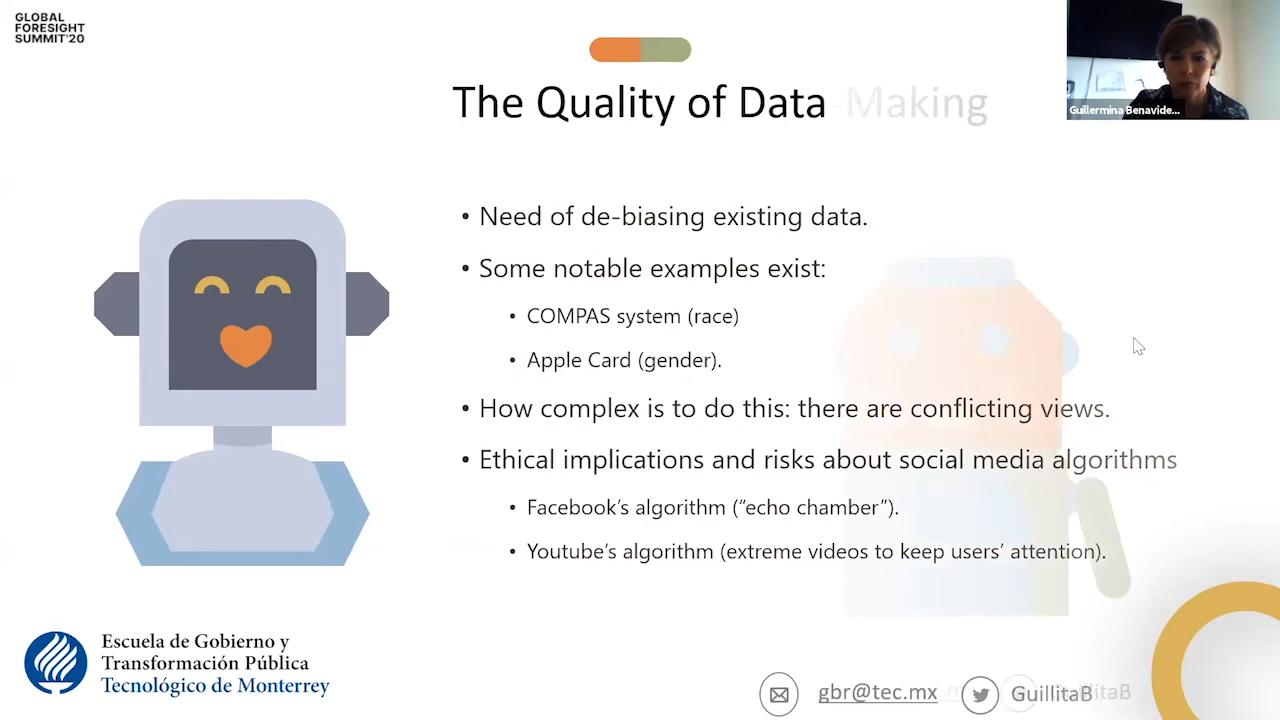 GLOBAL
FORESIGHT
SUMMIT'20
Guillermina Benavide...
The Quality of Data-Making
• Need of de-biasing existing data.
• Some notable examples exist:
• COMPAS system (race)
• Apple Card (gender).
• How complex is to do this: there are conflicting views.
• Ethical implications and risks about social media algorithms
• Facebook's algorithm (“echo chamber”).
• Youtube's algorithm (extreme videos to keep users’ attention).
Escuela de Gobierno y
Transformación Pública
Tecnológico de Monterrey
gbr@tec.mx
GuillitaB